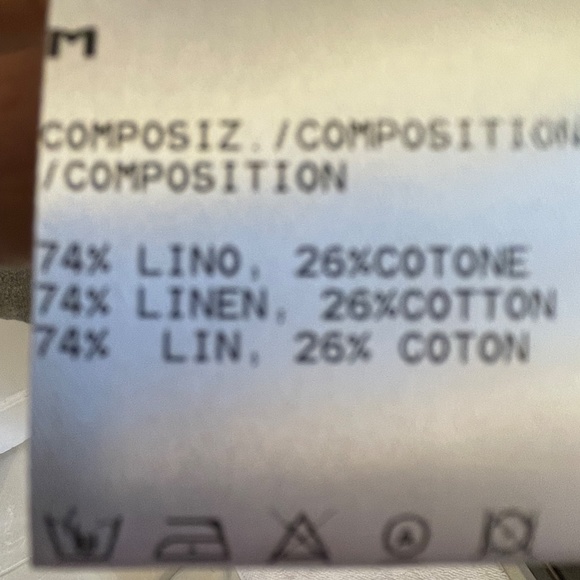 M
COMPOSIZ./COMPOSITION
/COMPOSITION
74% LINO, 26%COTONE
74% LINEN, 26%COTTON
74% LIN, 26% COTON
A